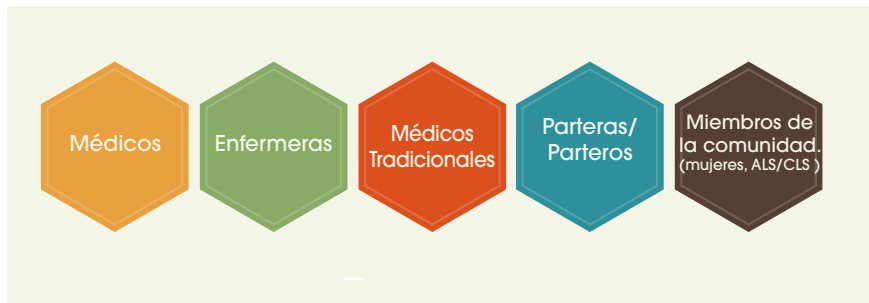 Médicos
Enfermeras
Médicos
Tradicionales
Parteras/
Parteros
Miembros de
la comunidad.
(mujeres, ALS/CLS )